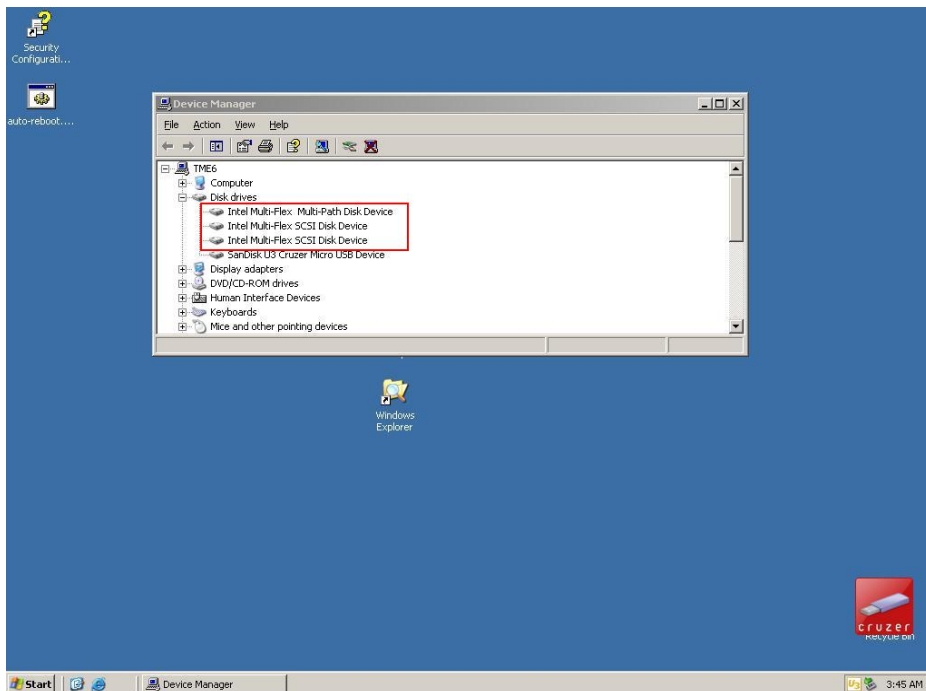 Security
Configurati...
auto-reboot....
Device Manager
File Action View Help
TME6
Computer
Disk drives
Intel Multi-Flex Multi-Path Disk Device
Intel Multi-Flex SCSI Disk Device
Intel Multi-Flex SCSI Disk Device
SanDisk U3 Cruzer Micro USB Device
Display adapters
DVD/CD-ROM drives
Human Interface Devices
Keyboards
Mice and other pointing devices
Windows
Explorer
cruzer
Recycle Bin
Start
Device Manager
U3
3:45 AM